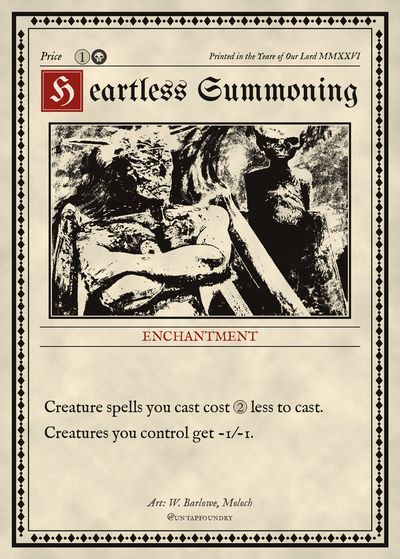 Price 1
Printed in the Yeare of Our Lord MMXXVI
Heartless Summoning
ENCHANTMENT
Creature spells you cast cost 2 less to cast.
Creatures you control get -1/-1.
Art: W. Barlowe, Moloch
@UNTAPFOUNDRY